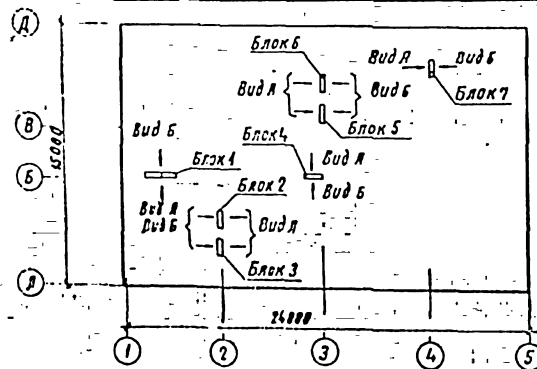 Д
Блок 6
Вид А
Вид Б
Вид А
Вид Б
Блок 7
В
Вид Б
Блок 4
Блок 5
15000
Блок 1
Вид А
Б
Блок 2
Вид Б
Вид А
Вид Б
Вид А
Блок 3
А
24000
1
2
3
4
5